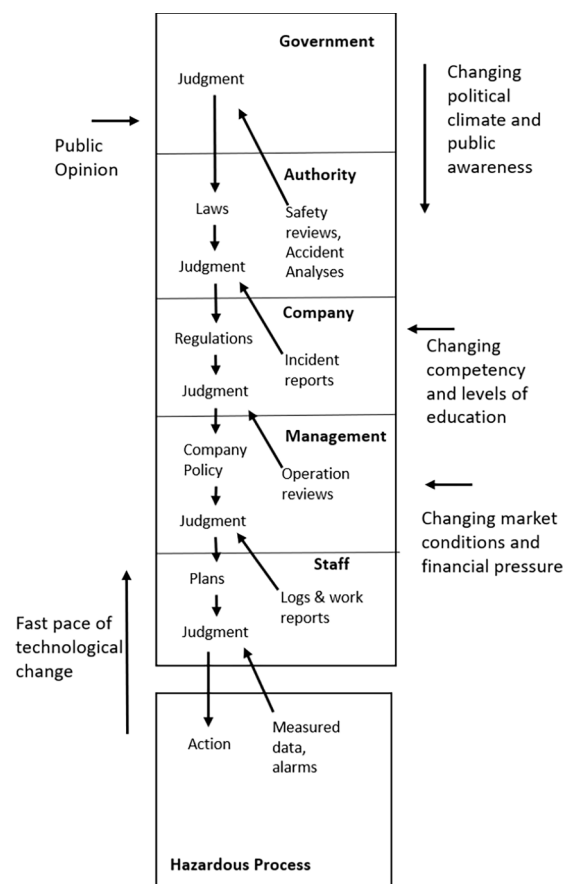 Government
Judgment
Changing
political
climate and
public
awareness
Public
Opinion
Authority
Laws
Safety
reviews,
Accident
Analyses
Judgment
Company
Regulations
Incident
reports
Changing
competency
and levels of
education
Judgment
Management
Company
Policy
Operation
reviews
Judgment
Changing market
conditions and
financial pressure
Staff
Plans
Logs & work
reports
Judgment
Fast pace of
technological
change
Action
Measured
data,
alarms
Hazardous Process